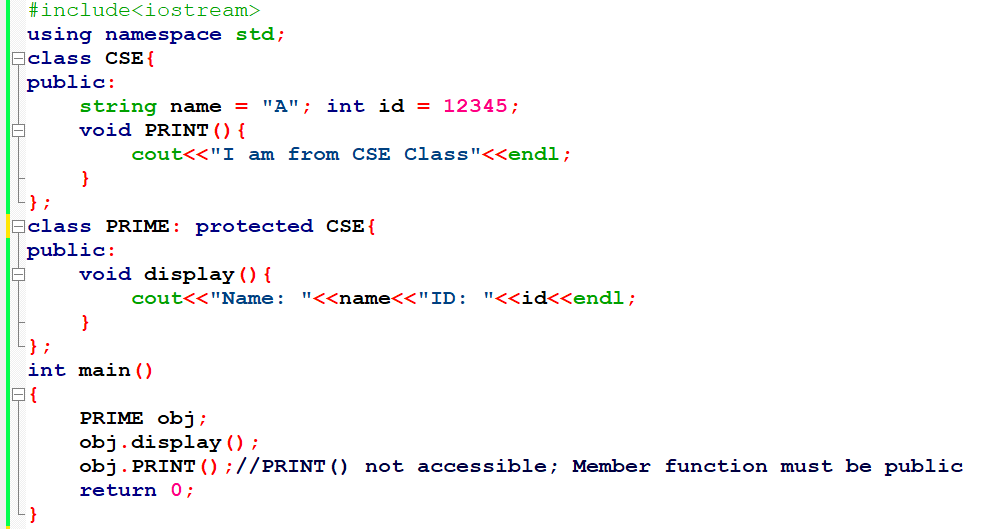 #include<iostream>
using namespace std;
class CSE{
public:
    string name = "A"; int id = 12345;
    void PRINT(){
        cout<<"I am from CSE Class"<<endl;
    }
};
class PRIME: protected CSE{
public:
    void display(){
        cout<<"Name: "<<name<<"ID: "<<id<<endl;
    }
};
int main()
{
    PRIME obj;
    obj.display();
    obj.PRINT();//PRINT() not accessible; Member function must be public
    return 0;
}